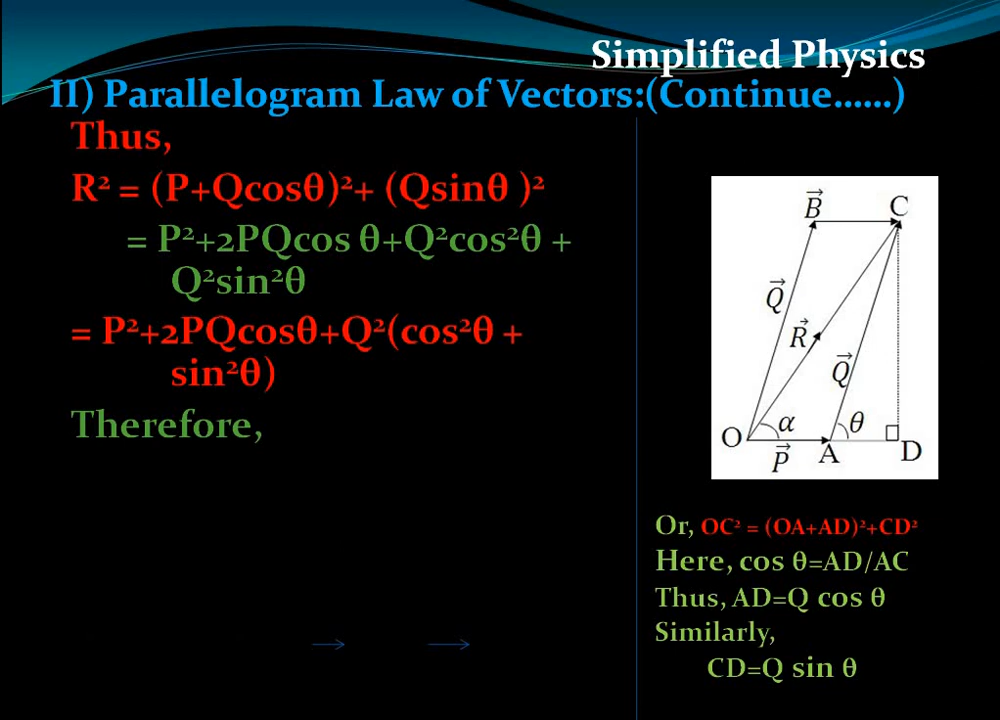 Simplified Physics
II) Parallelogram Law of Vectors:(Continue......)
Thus,
R² = (P+Qcosθ)²+ (Qsinθ )²
= P²+2PQcos θ+Q²cos²θ +
Q²sin²θ
= P²+2PQcosθ+Q²(cos²θ +
sin²θ)
Therefore,
B⃗ C
Q⃗
R⃗
Q⃗
O α θ
P⃗ A D
Or, OC² = (OA+AD)²+CD²
Here, cos θ=AD/AC
Thus, AD=Q cos θ
Similarly,
CD=Q sin θ